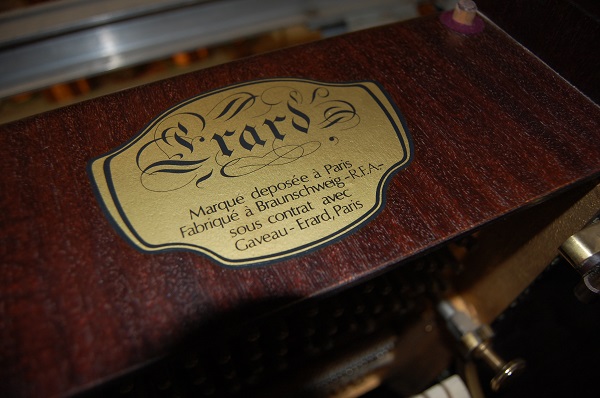 Erard
Marque deposée à Paris
Fabriqué à Braunschweig -R.F.A-
sous contrat avec
Gaveau - Erard, Paris